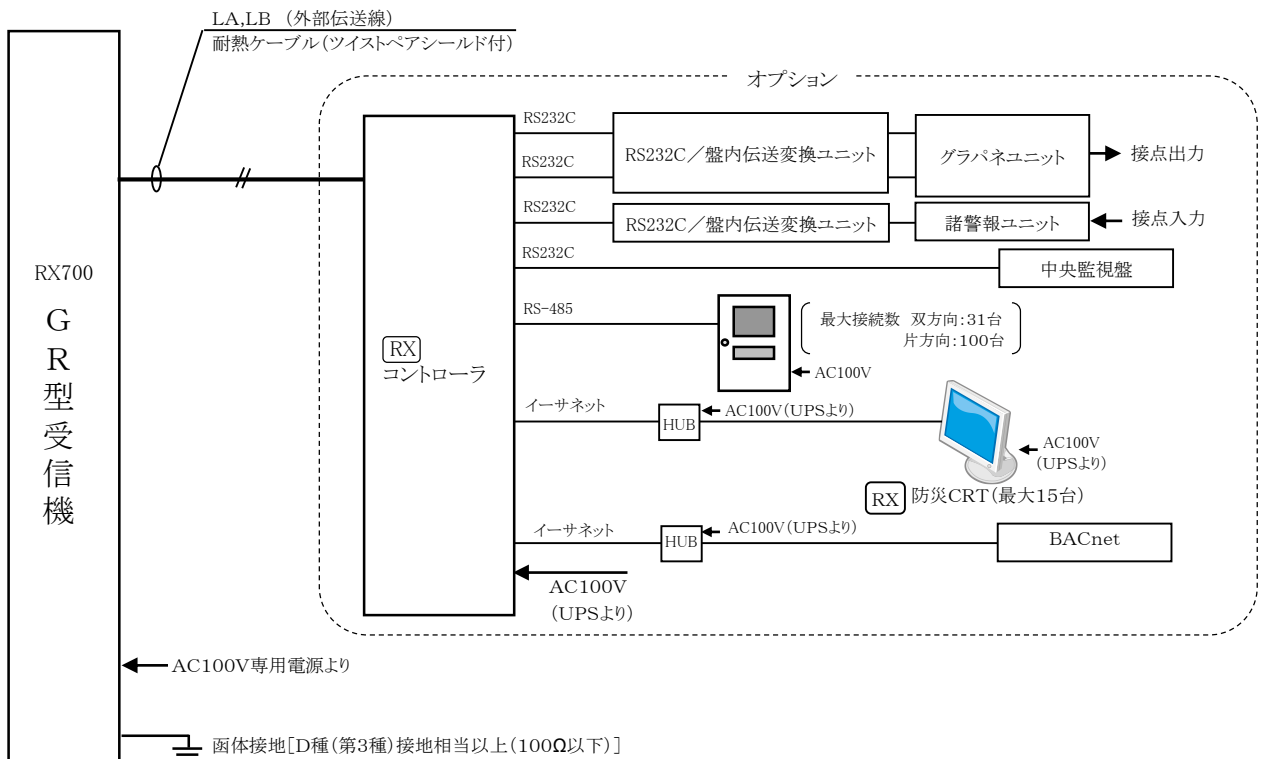 LA,LB (外部伝送線)
耐熱ケーブル(ツイストペアシールド付)
オプション
RX700
GR型受信機
RX
コントローラ
RS232C
RS232C／盤内伝送変換ユニット
グラパネユニット
接点出力
RS232C
RS232C
RS232C／盤内伝送変換ユニット
諸警報ユニット
接点入力
RS232C
中央監視盤
RS-485
最大接続数 双方向:31台
片方向:100台
AC100V
イーサネット
HUB
AC100V(UPSより)
AC100V
(UPSより)
RX 防災CRT(最大15台)
イーサネット
HUB
AC100V(UPSより)
BACnet
AC100V
(UPSより)
AC100V専用電源より
函体接地[D種(第3種)接地相当以上(100Ω以下)]